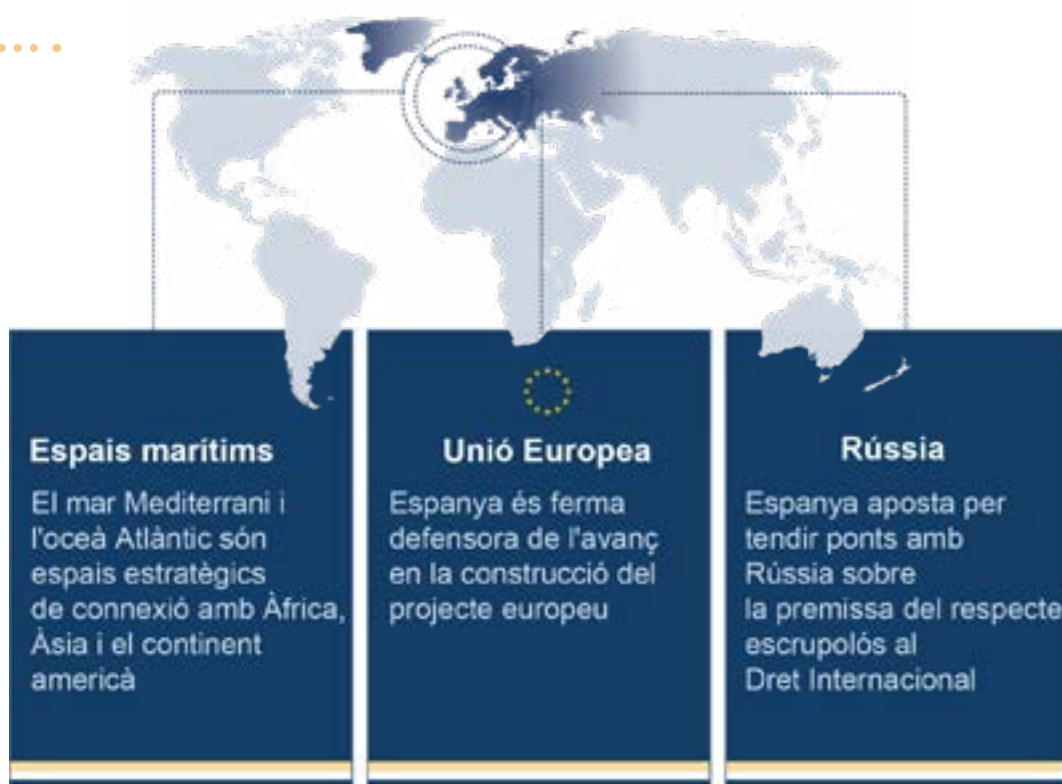 Espais marítims
El mar Mediterrani i
l'oceà Atlàntic són
espais estratègics
de connexió amb Àfrica,
Àsia i el continent
americà
Unió Europea
Espanya és ferma
defensora de l'avanç
en la construcció del
projecte europeu
Rússia
Espanya aposta per
tendir ponts amb
Rússia sobre
la premissa del respecte
escrupolós al
Dret Internacional